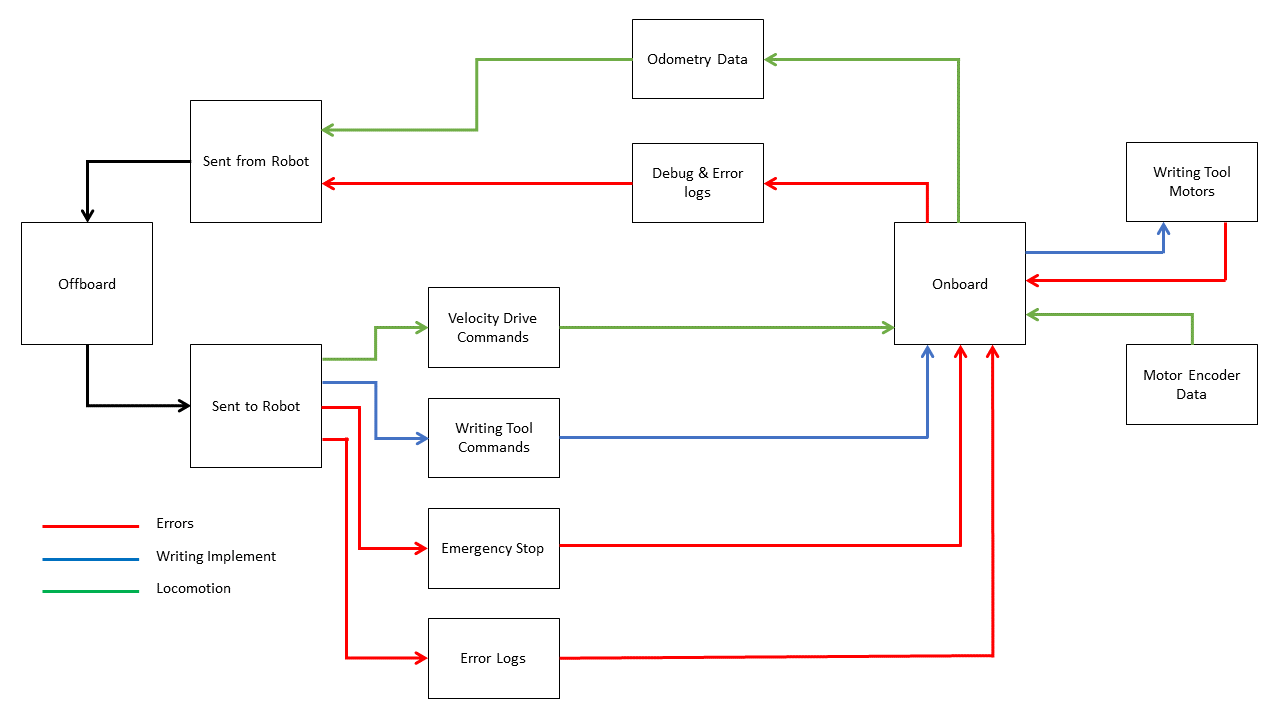 Odometry Data
Sent from Robot
Debug & Error
logs
Writing Tool
Motors
Offboard
Onboard
Velocity Drive
Commands
Motor Encoder
Data
Sent to Robot
Writing Tool
Commands
Errors
Emergency Stop
Writing Implement
Locomotion
Error Logs